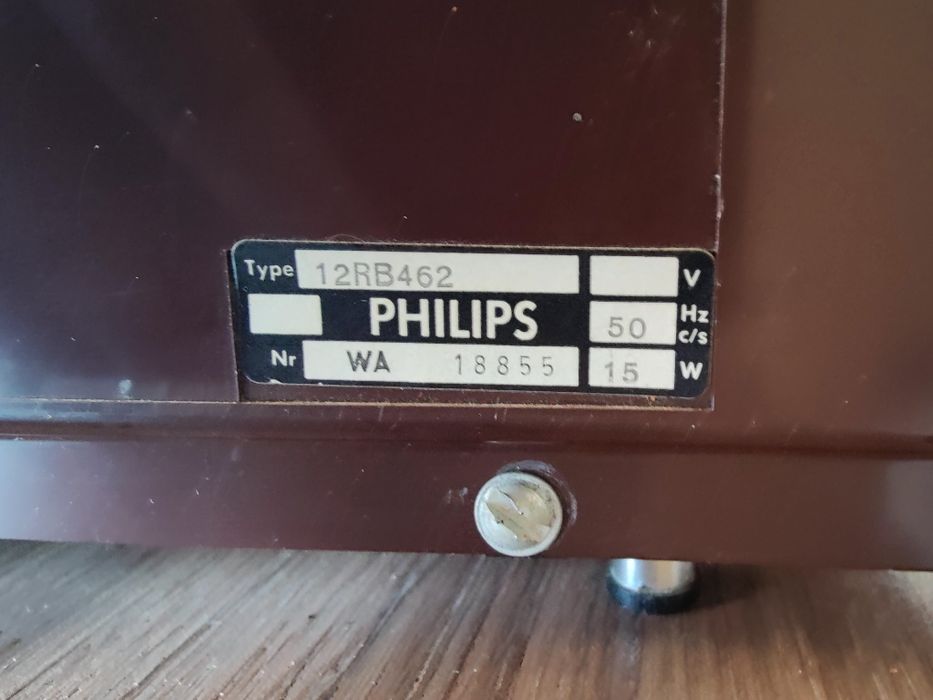 Type 12RB462 V
PHILIPS 50 Hz c/s
Nr WA 18855 15 W